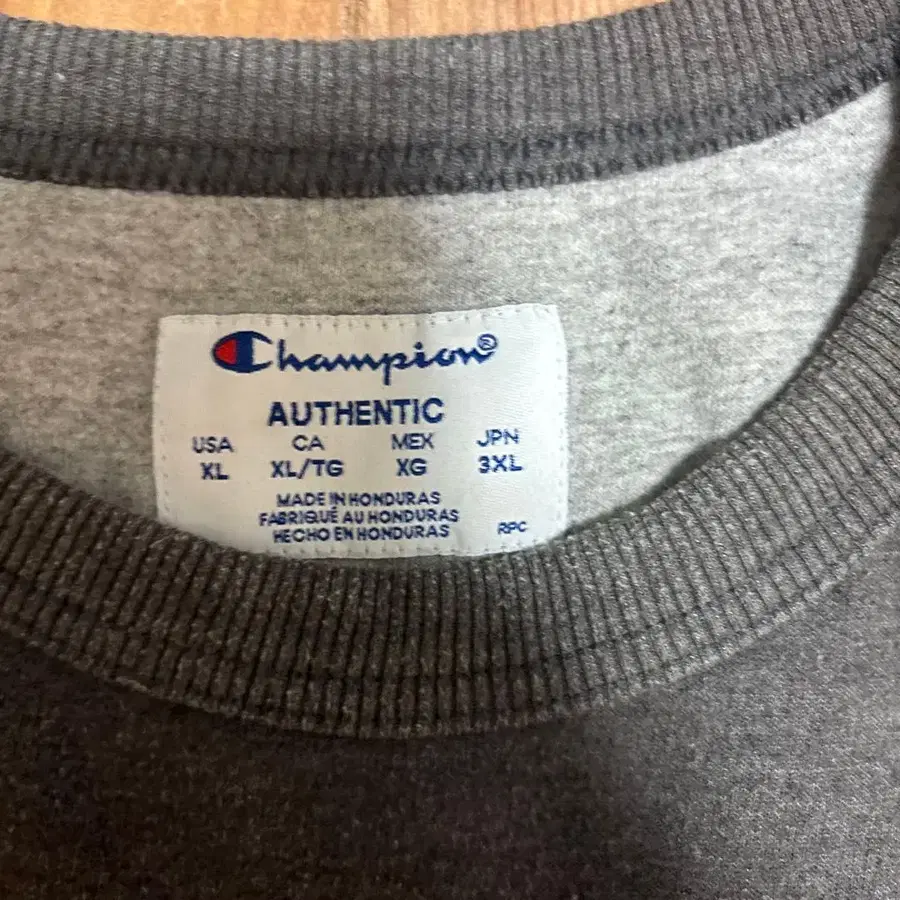 Champion®
AUTHENTIC
USA CA MEX JPN
XL XL/TG XG 3XL
MADE IN HONDURAS
FABRIQUÉ AU HONDURAS
HECHO EN HONDURAS RPC